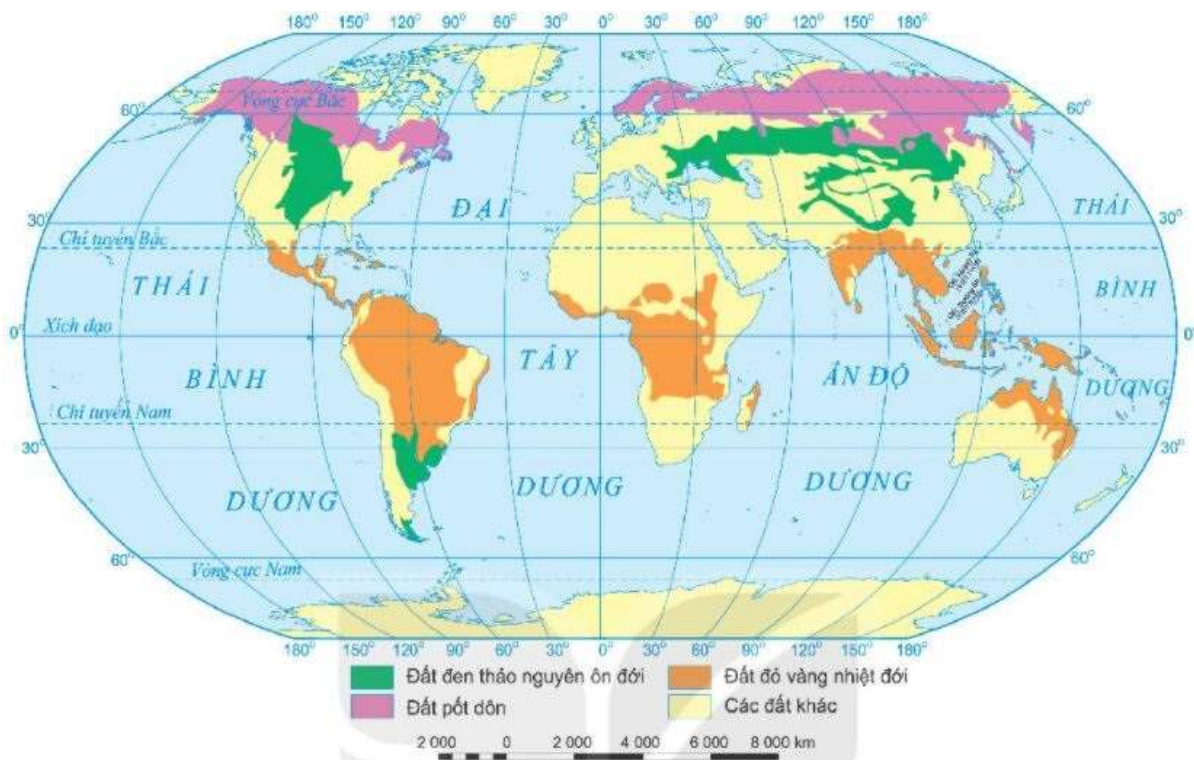 180° 150° 120° 90° 60° 30° 0° 30° 60° 90° 120° 150° 180°
Vòng cực Bắc
60° 60°
ĐẠI
THÁI
30° 30°
Chí tuyến Bắc
THÁI
BÌNH
Xích đạo
0° 0°
TÂY
BÌNH
ẤN ĐỘ
DƯƠNG
Chí tuyến Nam
30° 30°
DƯƠNG
DƯƠNG
DƯƠNG
60° 60°
Vòng cực Nam
180° 150° 120° 90° 60° 30° 0° 30° 60° 90° 120° 150° 180°
Đất đen thảo nguyên ôn đới
Đất đỏ vàng nhiệt đới
Đất pốt dôn
Các đất khác
2 000 0 2 000 4 000 6 000 8 000 km